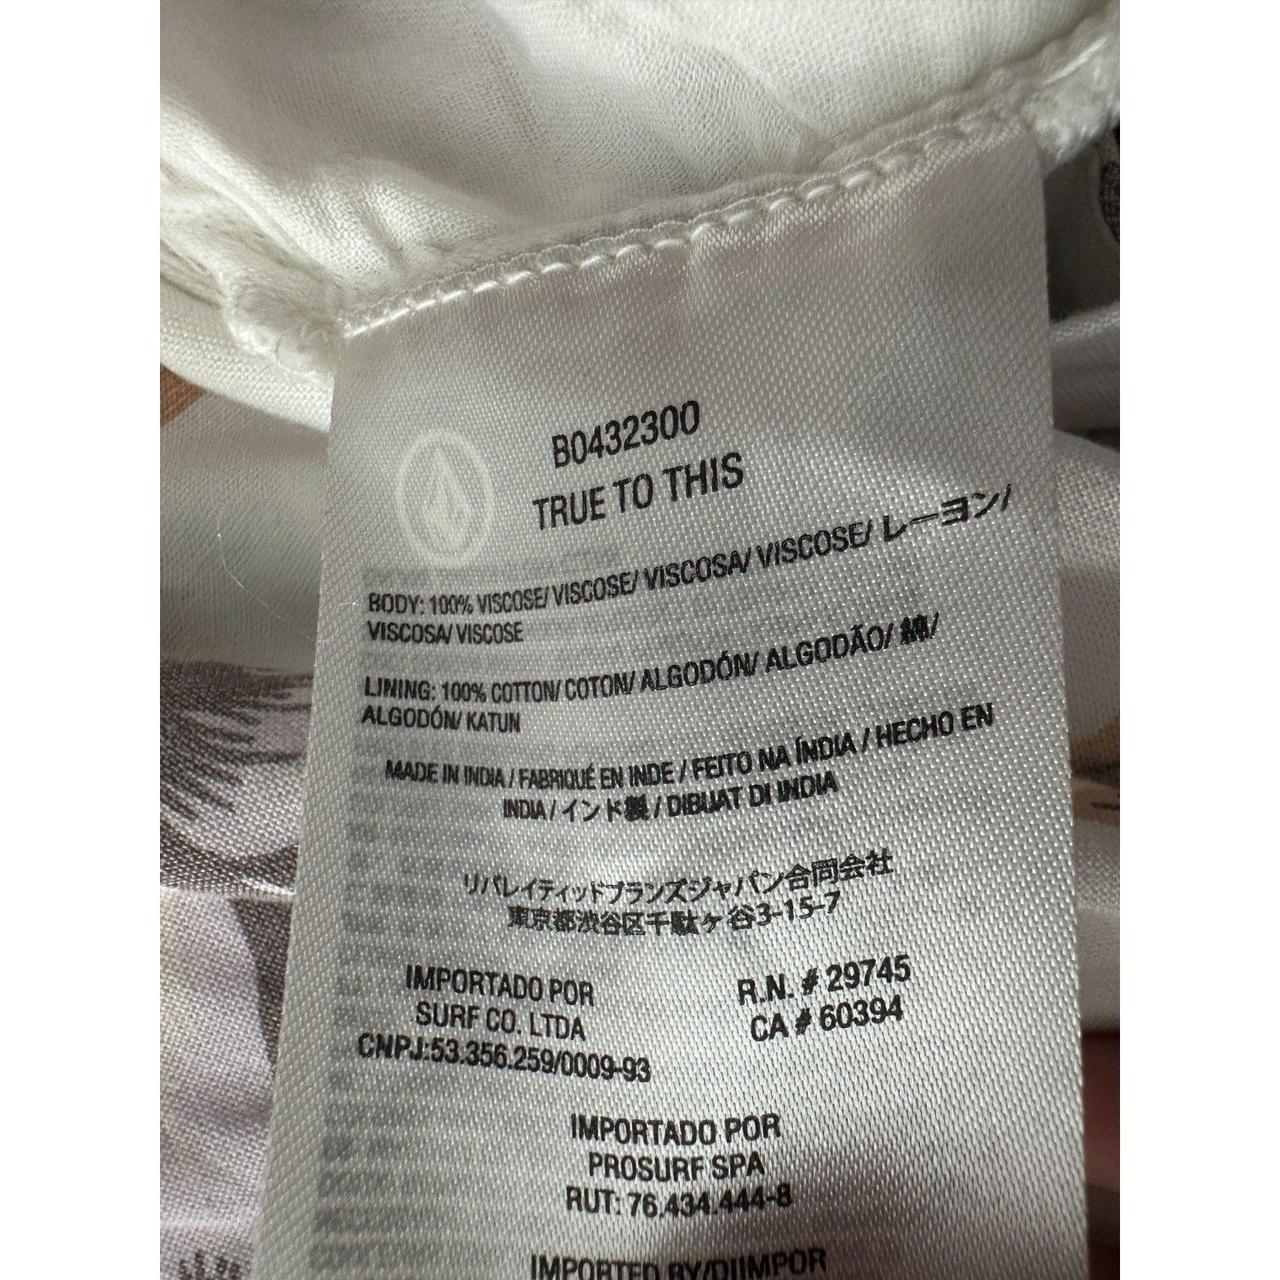 B0432300
TRUE TO THIS
BODY: 100% VISCOSE/ VISCOSE/ VISCOSA/ VISCOSE/ レーヨン/
VISCOSA/ VISCOSE
LINING: 100% COTTON/ COTON/ ALGODÓN/ ALGODÃO/ 綿/
ALGODÓN/ KATUN
MADE IN INDIA / FABRIQUÉ EN INDE / FEITO NA ÍNDIA / HECHO EN
INDIA / インド製 / DIBUAT DI INDIA
リバレイティッドブランズジャパン合同会社
東京都渋谷区千駄ヶ谷3-15-7
IMPORTADO POR
SURF CO. LTDA
CNPJ:53.356.259/0009-93
R.N. # 29745
CA # 60394
IMPORTADO POR
PROSURF SPA
RUT: 76.434.444-8
IMPORTED BY/DIIMPOR